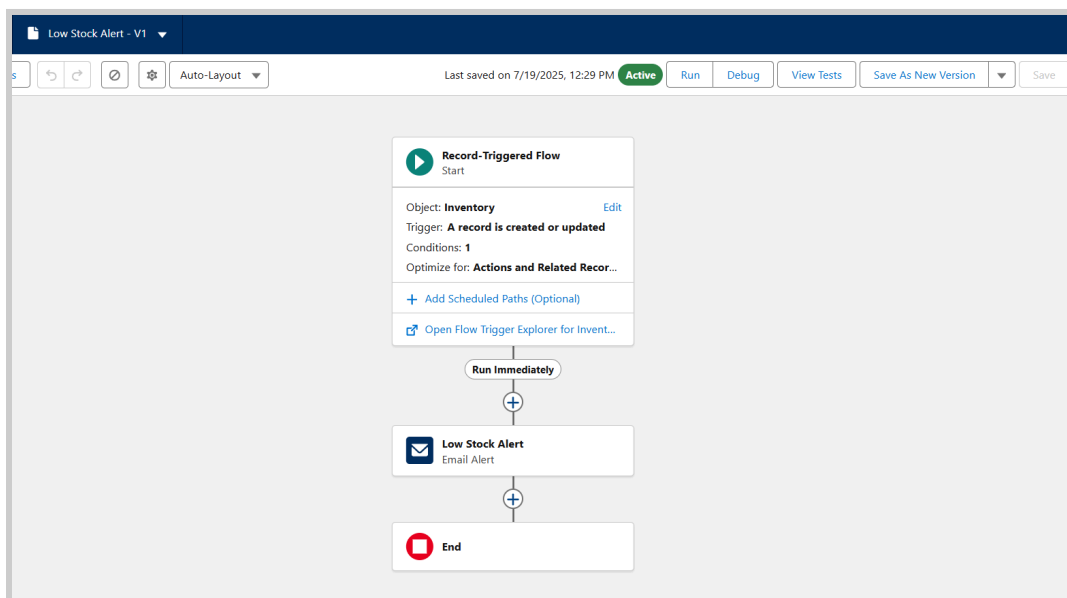 Low Stock Alert - V1
s
Auto-Layout
Last saved on 7/19/2025, 12:29 PM Active Run Debug View Tests Save As New Version Save
Record-Triggered Flow
Start
Object: Inventory Edit
Trigger: A record is created or updated
Conditions: 1
Optimize for: Actions and Related Recor...
Add Scheduled Paths (Optional)
Open Flow Trigger Explorer for Invent...
Run Immediately
Low Stock Alert
Email Alert
End